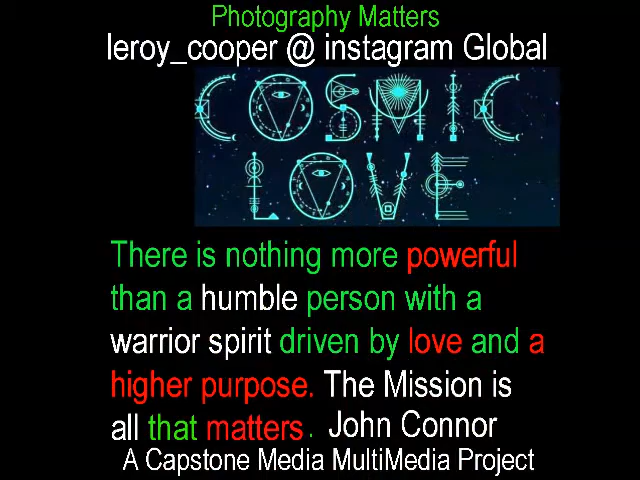 Photography Matters
leroy_cooper @ instagram Global
COSMIC
LOVE
There is nothing more powerful
than a humble person with a
warrior spirit driven by love and a
higher purpose. The Mission is
all that matters. John Connor
A Capstone Media MultiMedia Project